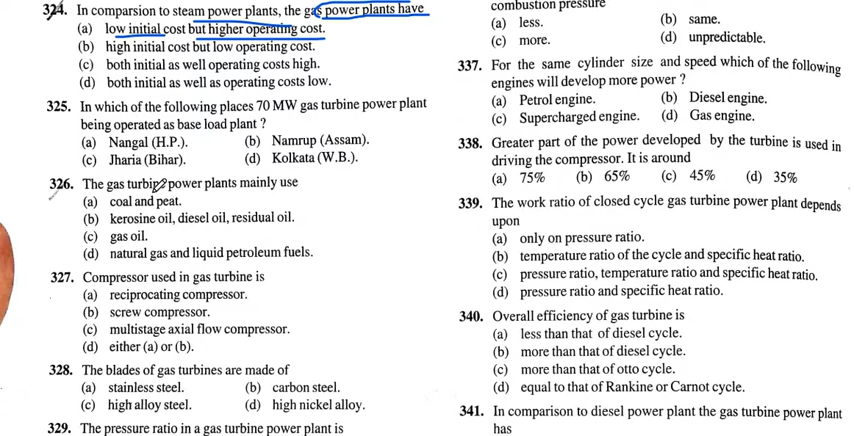 324. In comparsion to steam power plants, the gas power plants have
(a) low initial cost but higher operating cost.
(b) high initial cost but low operating cost.
(c) both initial as well operating costs high.
(d) both initial as well as operating costs low.
325. In which of the following places 70 MW gas turbine power plant
being operated as base load plant ?
(a) Nangal (H.P.). (b) Namrup (Assam).
(c) Jharia (Bihar). (d) Kolkata (W.B.).
326. The gas turbine power plants mainly use
(a) coal and peat.
(b) kerosine oil, diesel oil, residual oil.
(c) gas oil.
(d) natural gas and liquid petroleum fuels.
327. Compressor used in gas turbine is
(a) reciprocating compressor.
(b) screw compressor.
(c) multistage axial flow compressor.
(d) either (a) or (b).
328. The blades of gas turbines are made of
(a) stainless steel. (b) carbon steel.
(c) high alloy steel. (d) high nickel alloy.
329. The pressure ratio in a gas turbine power plant is
combustion pressure
(a) less. (b) same.
(c) more. (d) unpredictable.
337. For the same cylinder size and speed which of the following
engines will develop more power ?
(a) Petrol engine. (b) Diesel engine.
(c) Supercharged engine. (d) Gas engine.
338. Greater part of the power developed by the turbine is used in
driving the compressor. It is around
(a) 75% (b) 65% (c) 45% (d) 35%
339. The work ratio of closed cycle gas turbine power plant depends
upon
(a) only on pressure ratio.
(b) temperature ratio of the cycle and specific heat ratio.
(c) pressure ratio, temperature ratio and specific heat ratio.
(d) pressure ratio and specific heat ratio.
340. Overall efficiency of gas turbine is
(a) less than that of diesel cycle.
(b) more than that of diesel cycle.
(c) more than that of otto cycle.
(d) equal to that of Rankine or Carnot cycle.
341. In comparison to diesel power plant the gas turbine power plant
has